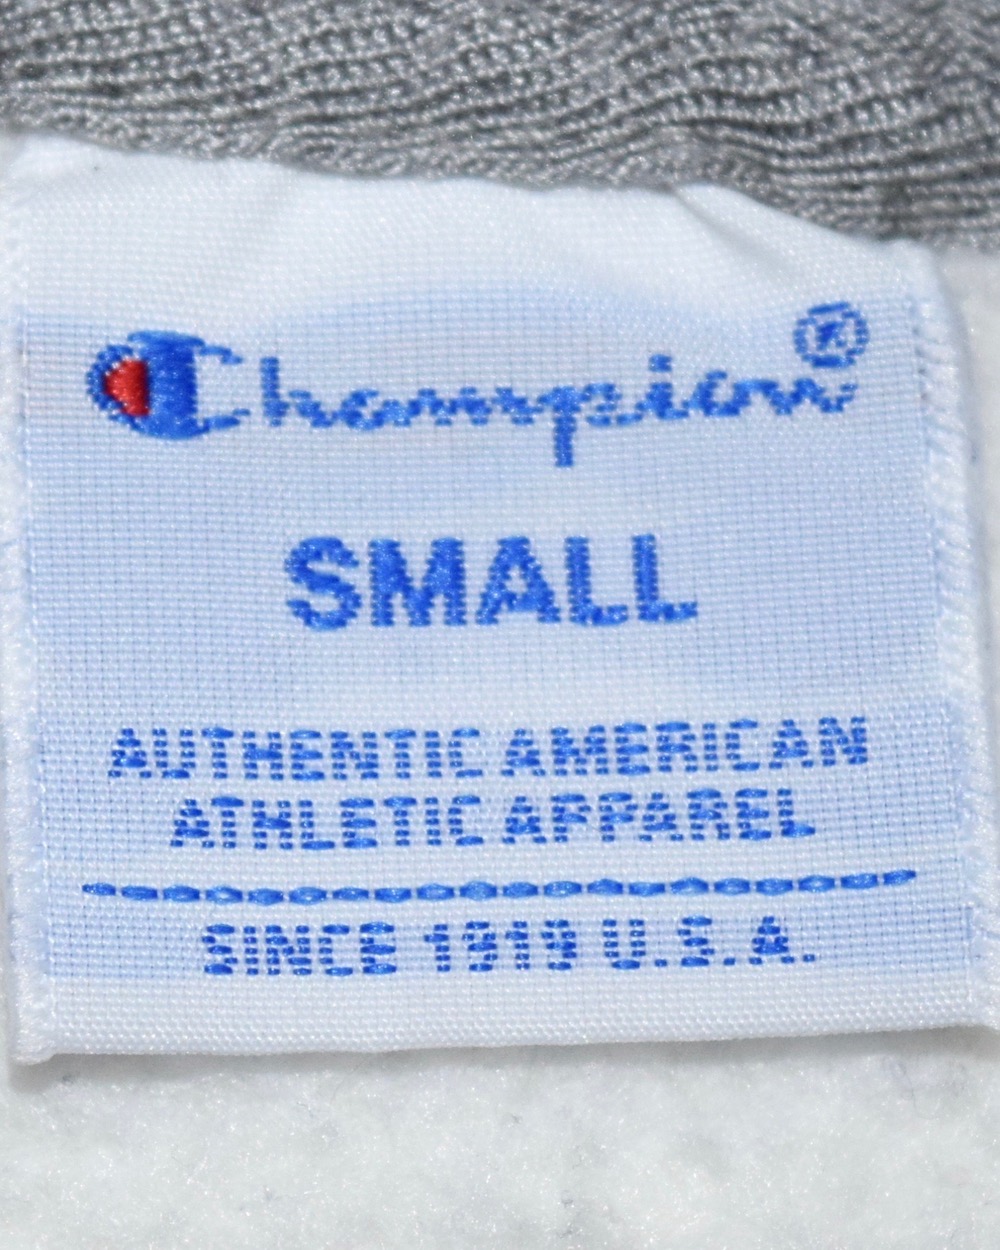 Champion®
SMALL
AUTHENTIC AMERICAN
ATHLETIC APPAREL
SINCE 1919 U.S.A.